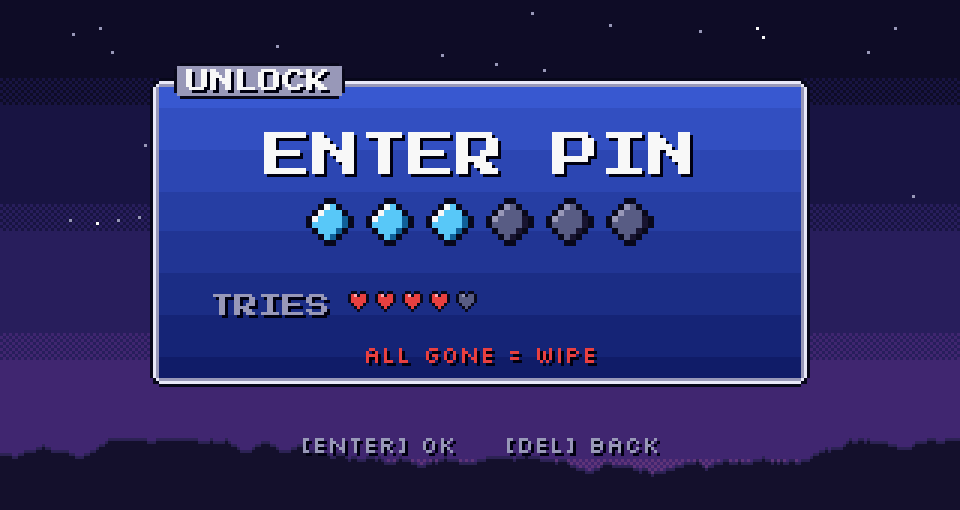 UNLOCK
ENTER PIN
TRIES
ALL GONE = WIPE
[ENTER] OK [DEL] BACK